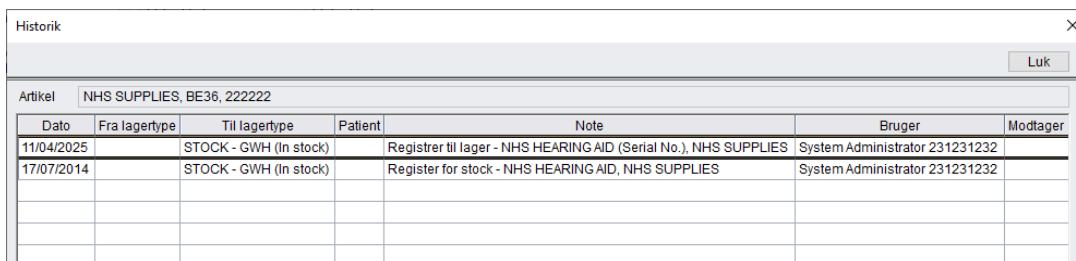 Historik
Luk
Artikel NHS SUPPLIES, BE36, 222222
Dato Fra lagertype Til lagertype Patient Note Bruger Modtager
11/04/2025 STOCK - GWH (In stock) Registrer til lager - NHS HEARING AID (Serial No.), NHS SUPPLIES System Administrator 231231232
17/07/2014 STOCK - GWH (In stock) Register for stock - NHS HEARING AID, NHS SUPPLIES System Administrator 231231232